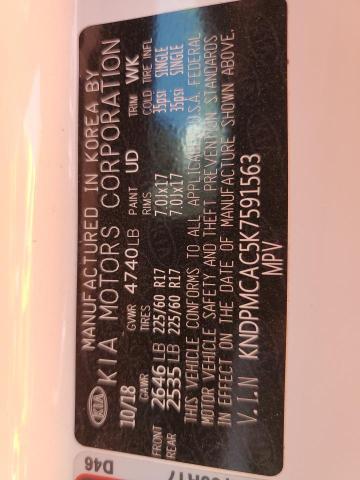 MANUFACTURED IN KOREA BY
KIA KIA MOTORS CORPORATION
10/18 GVWR 4740LB PAINT UD TRIM WK
GAWR TIRES RIMS COLD TIRE INFL
FRONT 2646LB 225/60 R17 7.0Jx17 35psi SINGLE
REAR 2535LB 225/60 R17 7.0Jx17 35psi SINGLE
THIS VEHICLE CONFORMS TO ALL APPLICABLE U.S.A. FEDERAL
MOTOR VEHICLE SAFETY AND THEFT PREVENTION STANDARDS
IN EFFECT ON THE DATE OF MANUFACTURE SHOWN ABOVE.
V.I.N KNDPMCAC5K7591563
MPV
D46